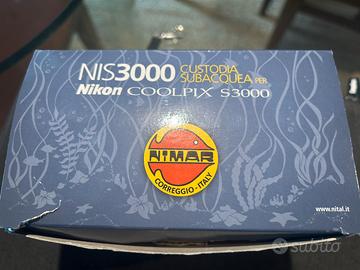 NIS3000 CUSTODIA
SUBACQUEA PER
Nikon COOLPIX S3000
NIMAR
CORREGGIO-ITALY
www.nital.it
subito